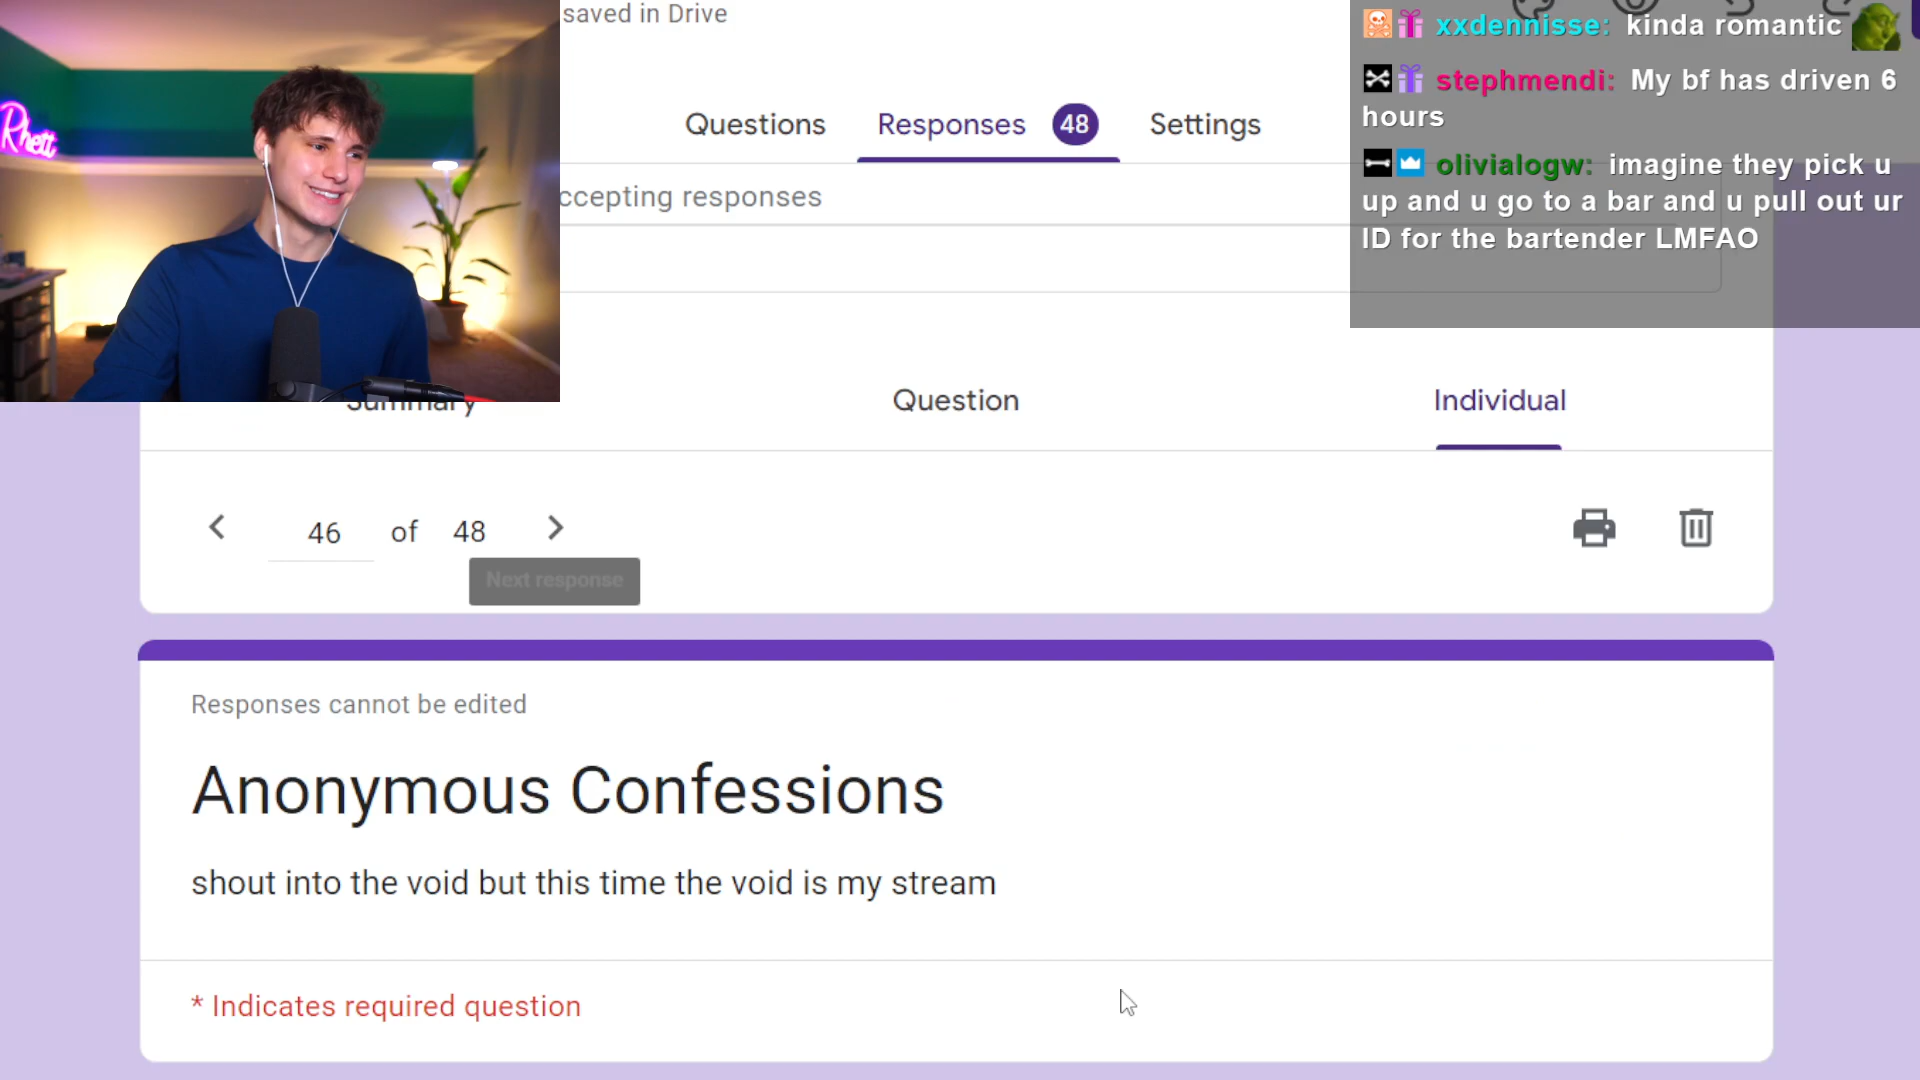 saved in Drive
Rhett
Questions Responses 48 Settings
ccepting responses
xxdennisse: kinda romantic
stephmendi: My bf has driven 6
hours
olivialogw: imagine they pick u
up and u go to a bar and u pull out ur
ID for the bartender LMFAO
Summary Question Individual
46 of 48
Next response
Responses cannot be edited
Anonymous Confessions
shout into the void but this time the void is my stream
* Indicates required question